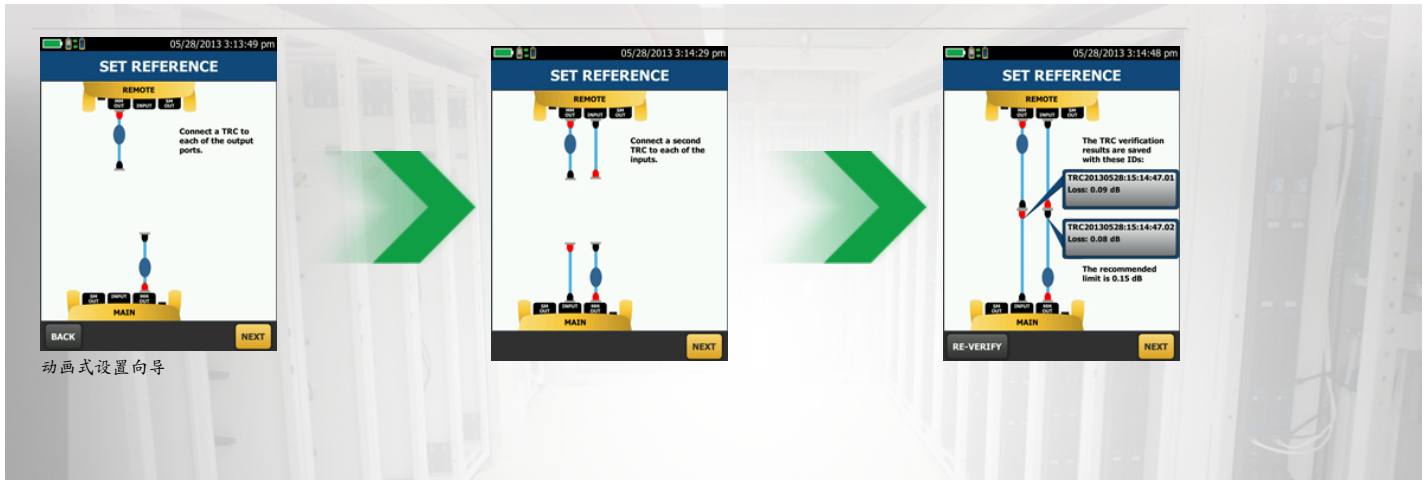 05/28/2013 3:13:49 pm
SET REFERENCE
REMOTE
MM OUT INPUT SM OUT
Connect a TRC to
each of the output
ports.
SM OUT INPUT MM OUT
MAIN
BACK NEXT
动画式设置向导
05/28/2013 3:14:29 pm
SET REFERENCE
REMOTE
MM OUT INPUT SM OUT
Connect a second
TRC to each of the
inputs.
SM OUT INPUT MM OUT
MAIN
NEXT
05/28/2013 3:14:48 pm
SET REFERENCE
REMOTE
MM OUT INPUT SM OUT
The TRC verification
results are saved
with these IDs:
TRC20130528:15:14:47.01
Loss: 0.09 dB
TRC20130528:15:14:47.02
Loss: 0.08 dB
The recommended
limit is 0.15 dB
SM OUT INPUT MM OUT
MAIN
RE-VERIFY NEXT